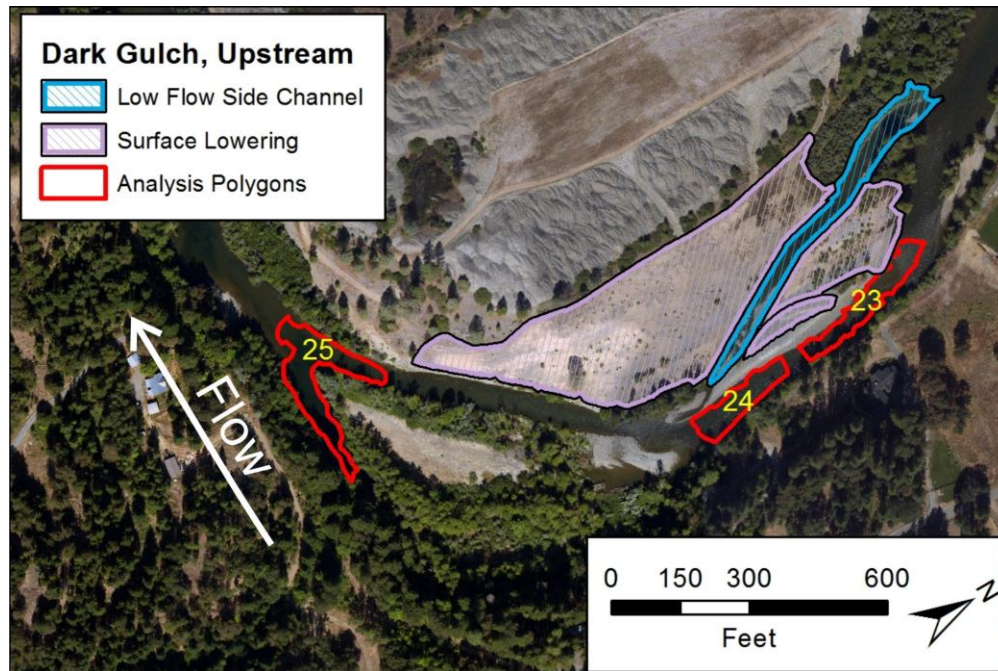 Dark Gulch, Upstream
Low Flow Side Channel
Surface Lowering
Analysis Polygons
25
23
24
Flow
0 150 300 600
Feet
N